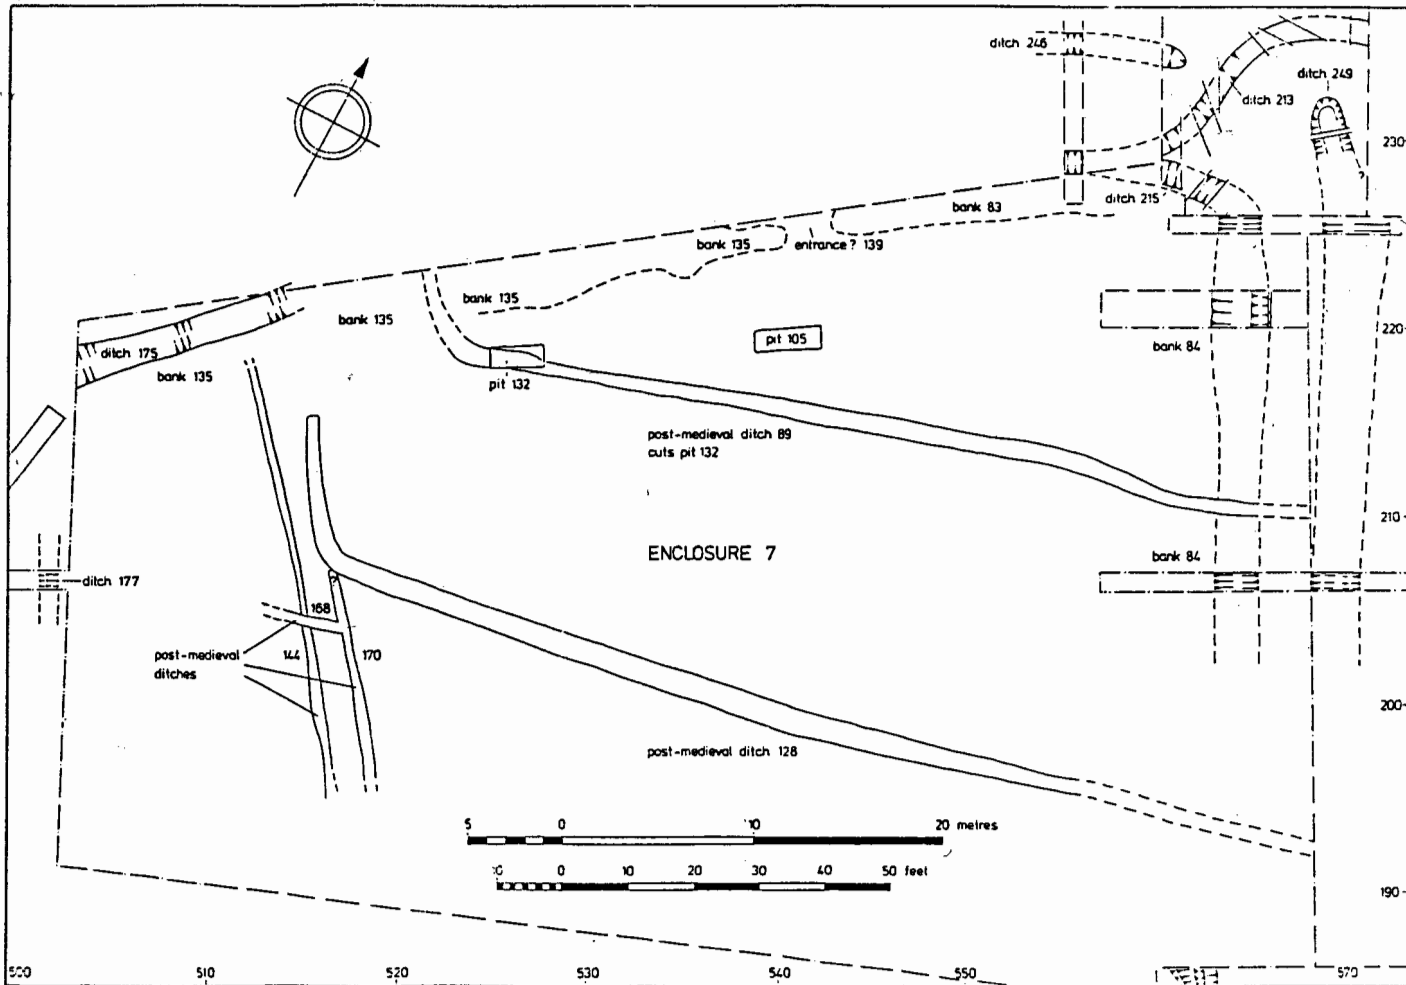 ditch 246
ditch 249
ditch 213
230
ditch 215
bank 83
bank 135
entrance? 139
bank 135
bank 135
220
pit 105
ditch 175
bank 84
bank 135
pit 132
post-medieval ditch 89
cuts pit 132
210
ENCLOSURE 7
bank 84
ditch 177
168
post-medieval
ditches
144
170
200
post-medieval ditch 128
5 0 10 20 metres
10 0 10 20 30 40 50 feet
190
500 510 520 530 540 550 570